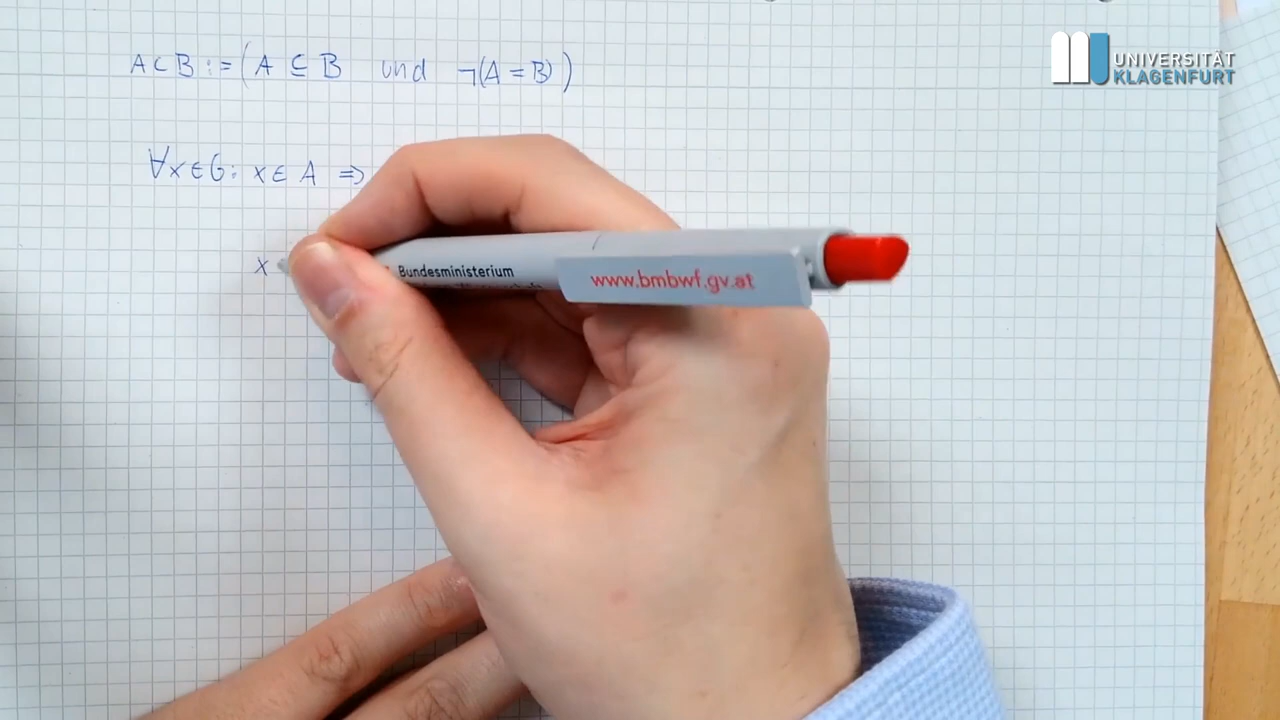 A ⊂ B := (A ⊆ B und ¬(A = B))
∀x∈G: x ∈ A ⇒
x
Bundesministerium
www.bmbwf.gv.at
UNIVERSITÄT
KLAGENFURT